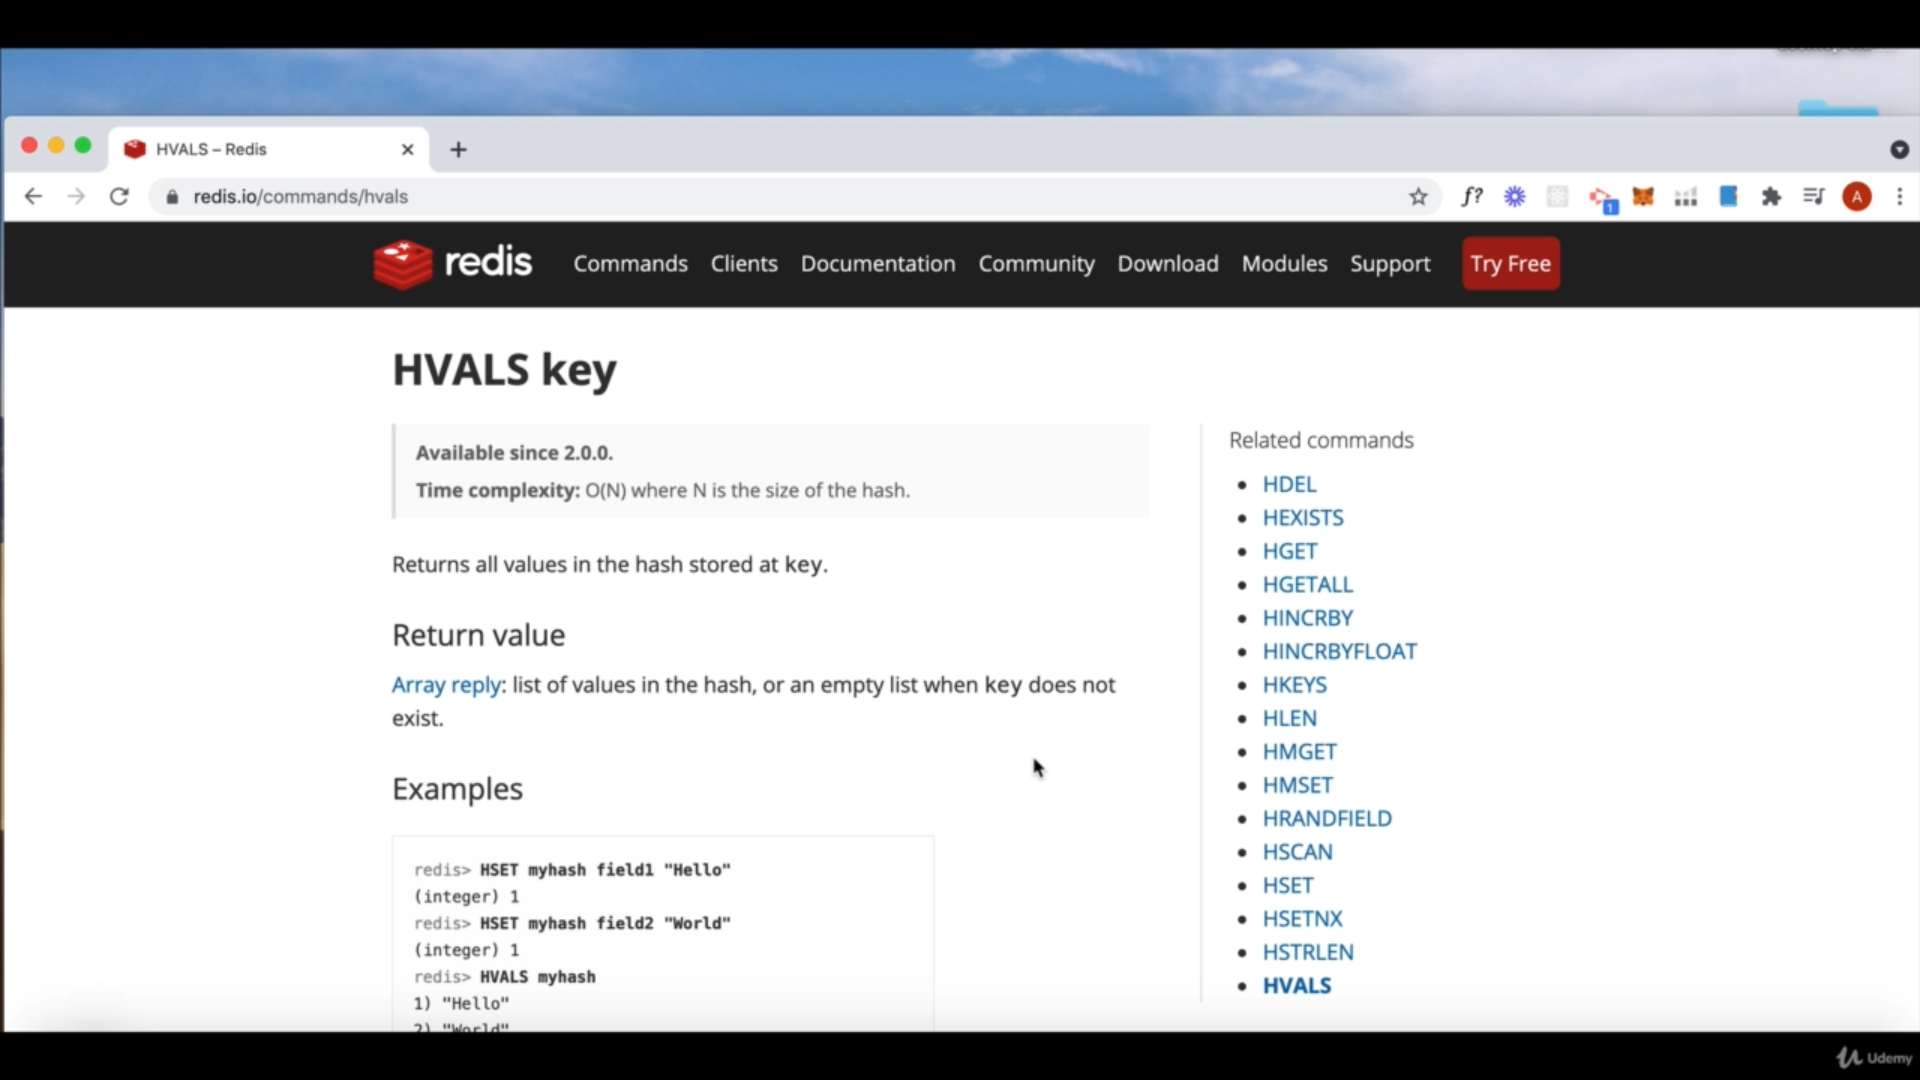 HVALS – Redis
redis.io/commands/hvals
f?
1
A
redis
Commands
Clients
Documentation
Community
Download
Modules
Support
Try Free
HVALS key
Available since 2.0.0.
Time complexity: O(N) where N is the size of the hash.
Returns all values in the hash stored at key.
Return value
Array reply: list of values in the hash, or an empty list when key does not
exist.
Examples
redis> HSET myhash field1 "Hello"
(integer) 1
redis> HSET myhash field2 "World"
(integer) 1
redis> HVALS myhash
1) "Hello"
2) "World"
Related commands
HDEL
HEXISTS
HGET
HGETALL
HINCRBY
HINCRBYFLOAT
HKEYS
HLEN
HMGET
HMSET
HRANDFIELD
HSCAN
HSET
HSETNX
HSTRLEN
HVALS
Udemy